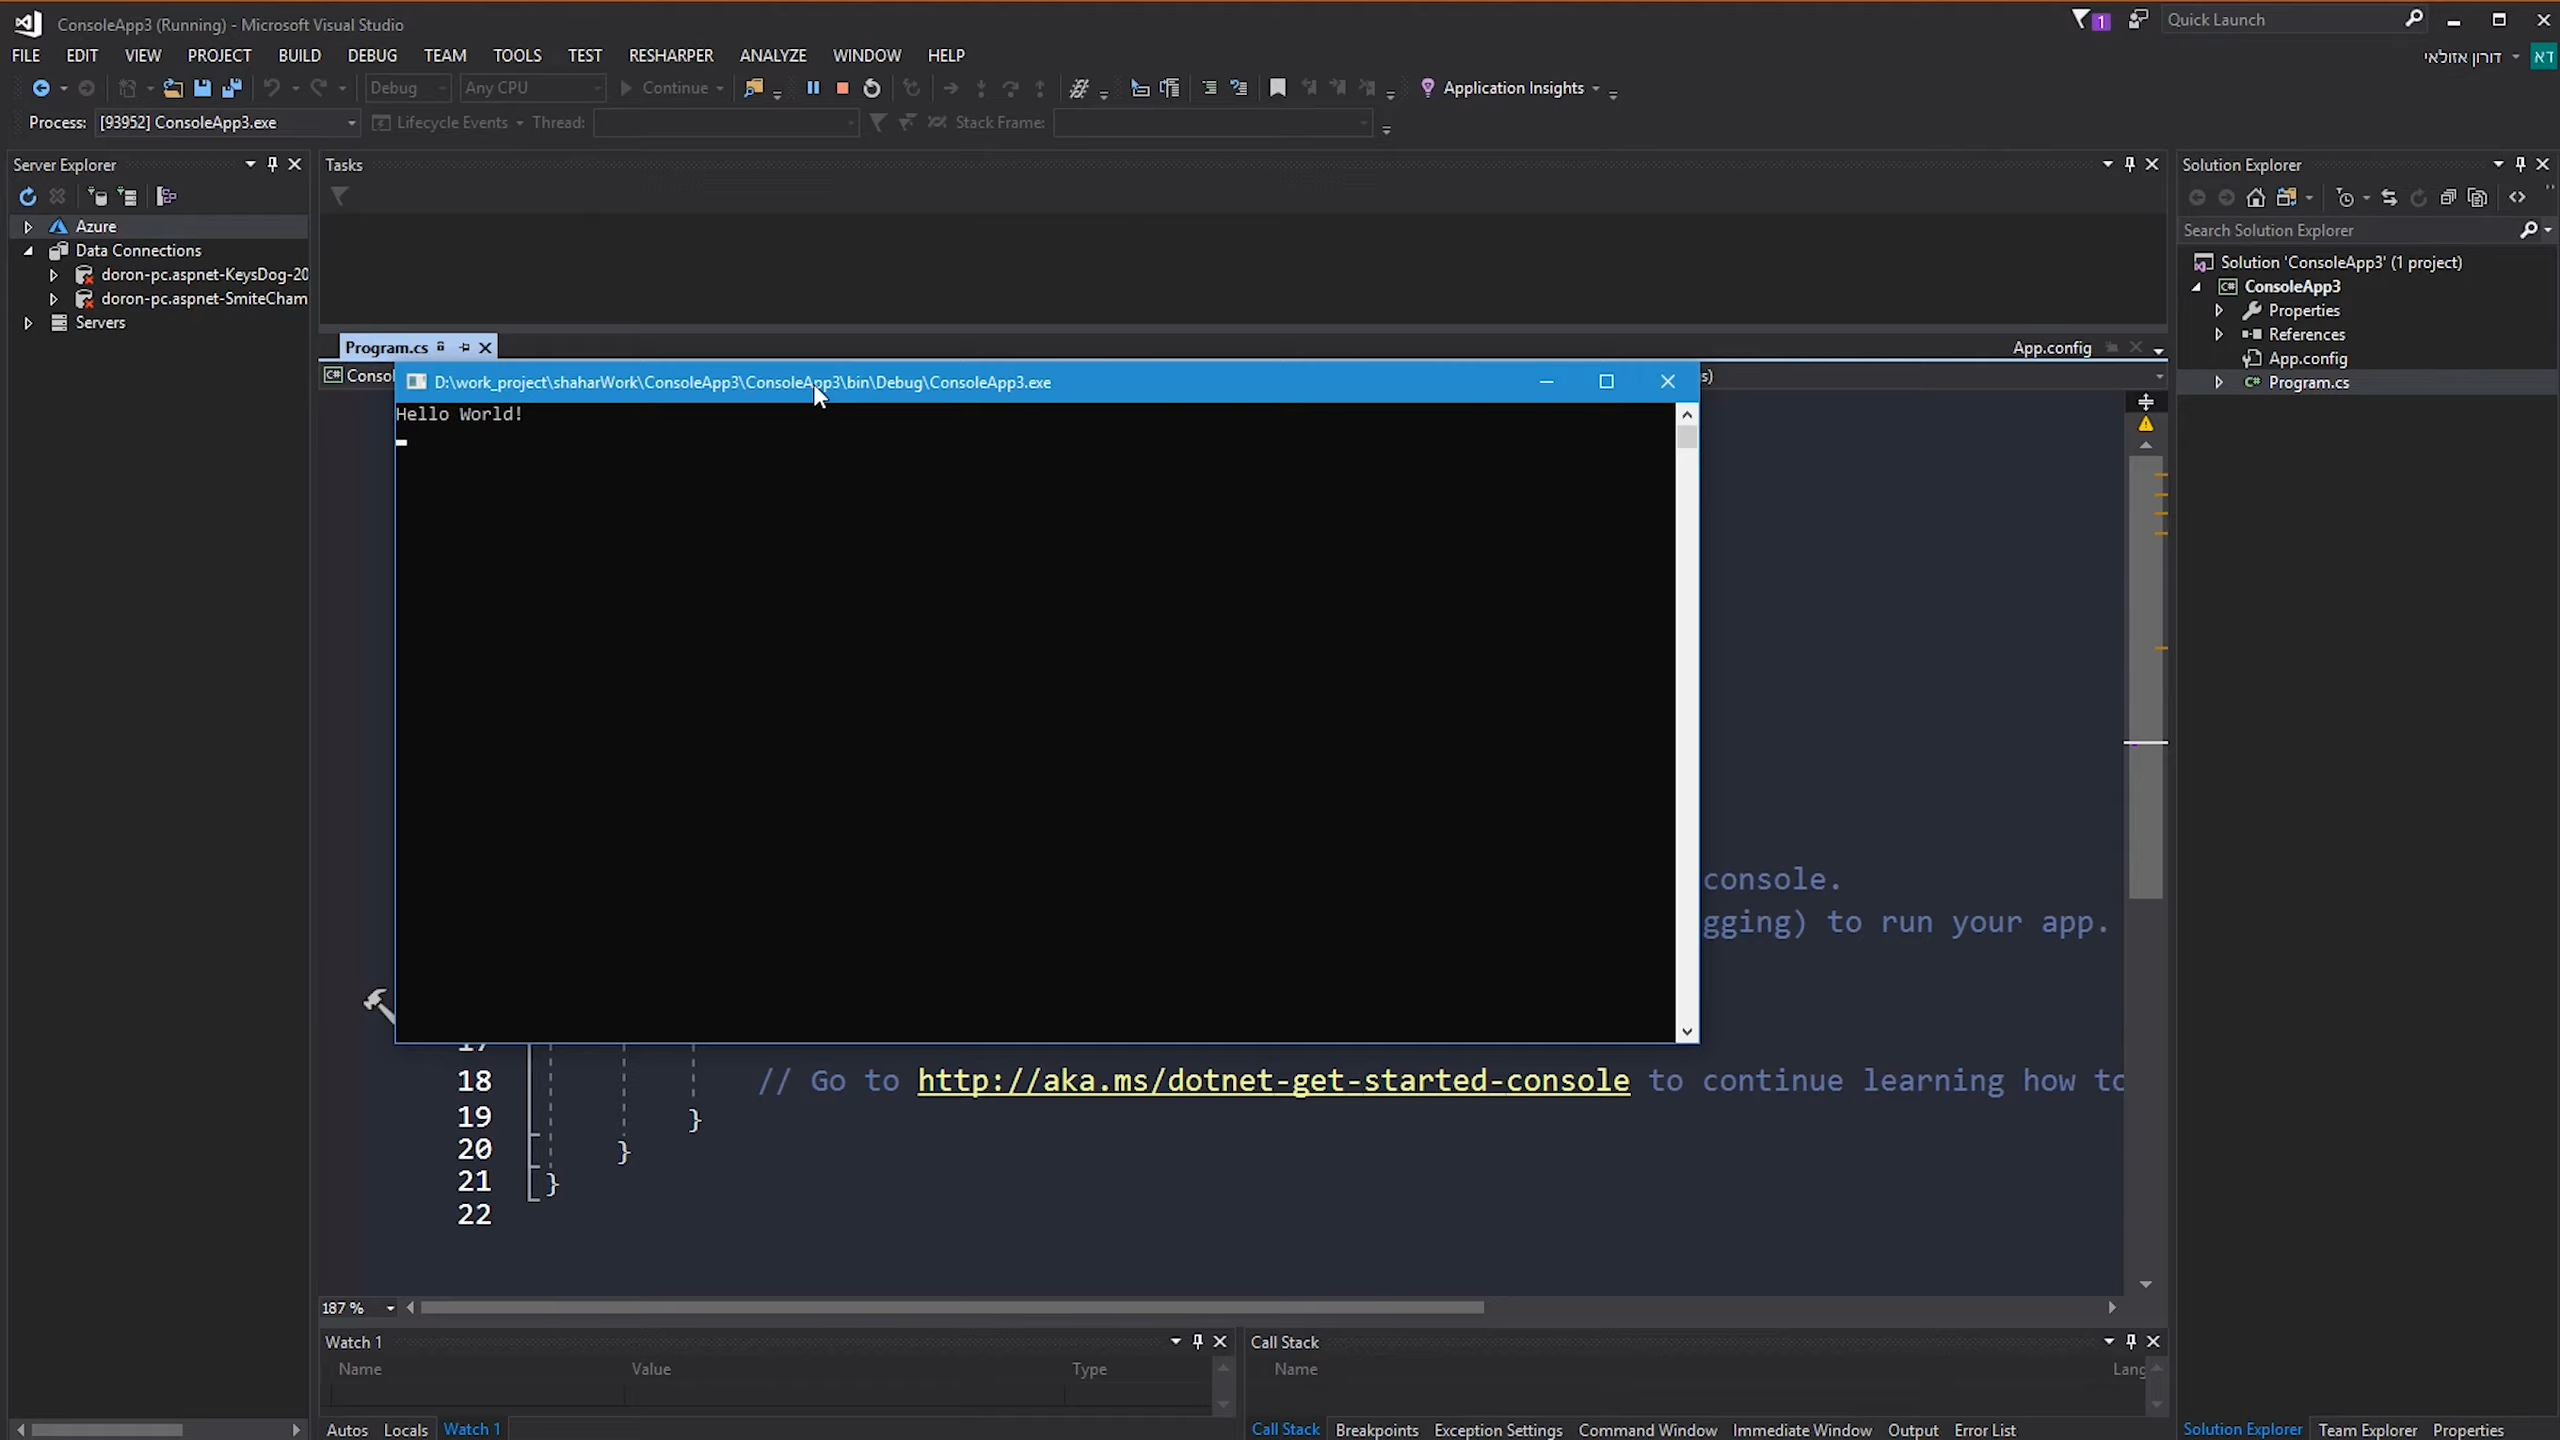 ConsoleApp3 (Running) - Microsoft Visual Studio
1
Quick Launch
FILE EDIT VIEW PROJECT BUILD DEBUG TEAM TOOLS TEST RESHARPER ANALYZE WINDOW HELP
דורון אזולאי
דא
Debug Any CPU Continue Application Insights
Process: [93952] ConsoleApp3.exe Lifecycle Events Thread: Stack Frame:
Server Explorer
Azure
Data Connections
doron-pc.aspnet-KeysDog-20
doron-pc.aspnet-SmiteCham
Servers
Tasks
Program.cs
App.config
Consol
s)
D:\work_project\shaharWork\ConsoleApp3\ConsoleApp3\bin\Debug\ConsoleApp3.exe
Hello World!
console.
gging) to run your app.
17
18 // Go to http://aka.ms/dotnet-get-started-console to continue learning how to
19 }
20 }
21 }
22
187 %
Watch 1
Name Value Type
Autos Locals Watch 1
Call Stack
Name Lang
Call Stack Breakpoints Exception Settings Command Window Immediate Window Output Error List
Solution Explorer
Search Solution Explorer
Solution 'ConsoleApp3' (1 project)
C# ConsoleApp3
Properties
References
App.config
C# Program.cs
Solution Explorer Team Explorer Properties